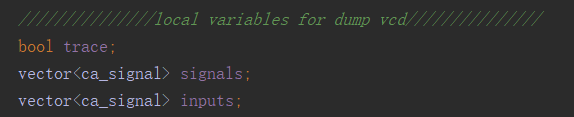 ///////////////local variables for dump vcd///////////////
bool trace;
vector<ca_signal> signals;
vector<ca_signal> inputs;